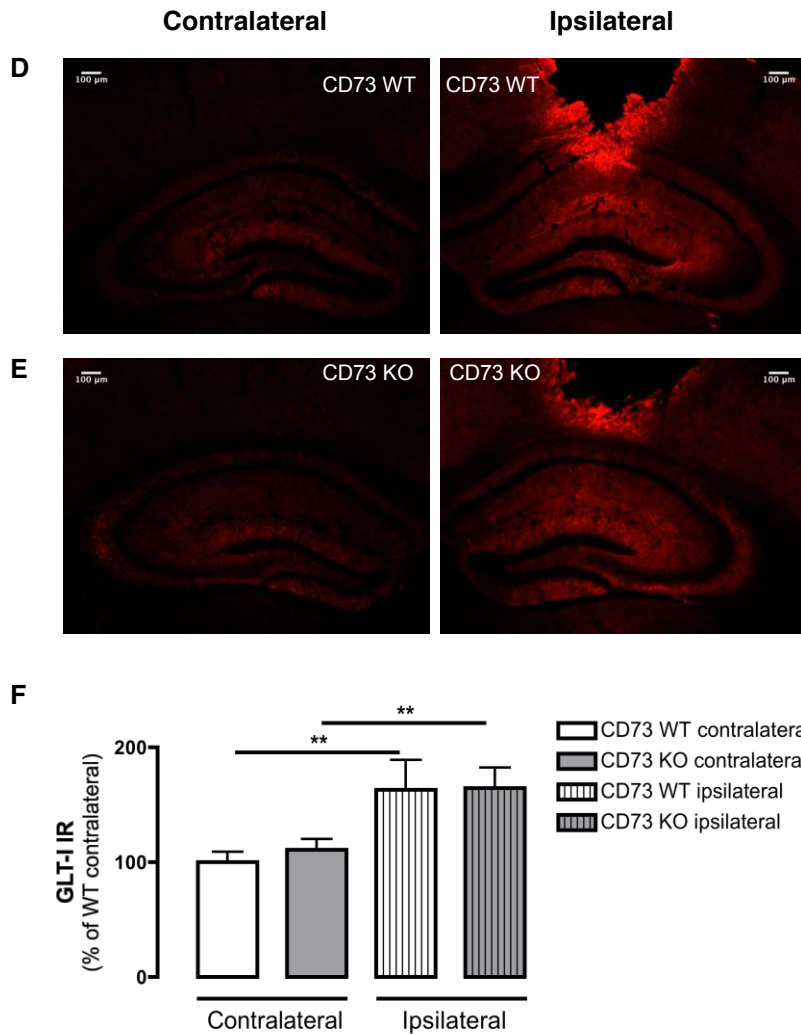 Contralateral Ipsilateral
D
100 µm CD73 WT CD73 WT 100 µm
E
100 µm CD73 KO CD73 KO 100 µm
F
** **
200
100
0
GLT-I IR
(% of WT contralateral)
CD73 WT contralatera
CD73 KO contralatera
CD73 WT ipsilateral
CD73 KO ipsilateral
Contralateral Ipsilateral